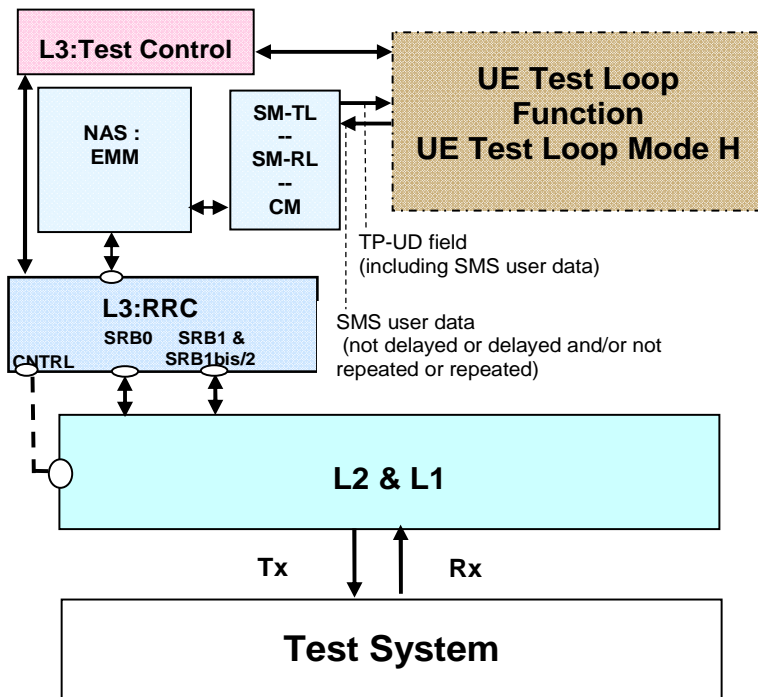 L3:Test Control
UE Test Loop
Function
UE Test Loop Mode H
NAS :
EMM
SM-TL
--
SM-RL
--
CM
TP-UD field
(including SMS user data)
L3:RRC
SRB0
SRB1 &
SRB1bis/2
CNTRL
SMS user data
(not delayed or delayed and/or not
repeated or repeated)
L2 & L1
Tx
Rx
Test System